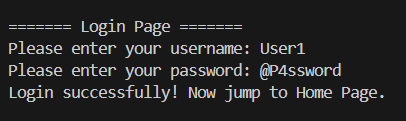 ======= Login Page =======
Please enter your username: User1
Please enter your password: @P4ssword
Login successfully! Now jump to Home Page.